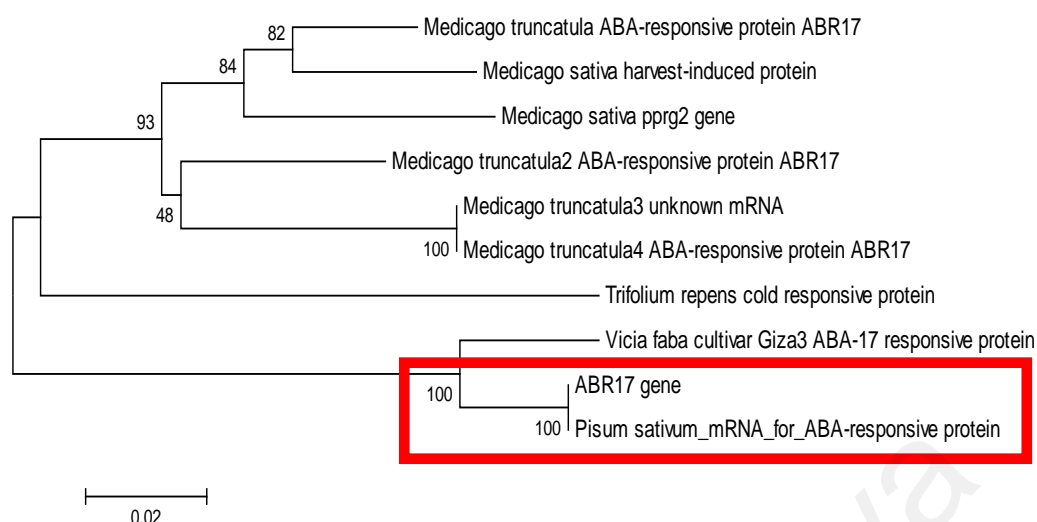 82
Medicago truncatula ABA-responsive protein ABR17
84
Medicago sativa harvest-induced protein
93
Medicago sativa pprg2 gene
Medicago truncatula2 ABA-responsive protein ABR17
48
Medicago truncatula3 unknown mRNA
100
Medicago truncatula4 ABA-responsive protein ABR17
Trifolium repens cold responsive protein
Vicia faba cultivar Giza3 ABA-17 responsive protein
100
ABR17 gene
100
Pisum sativum_mRNA_for_ABA-responsive protein
0.02